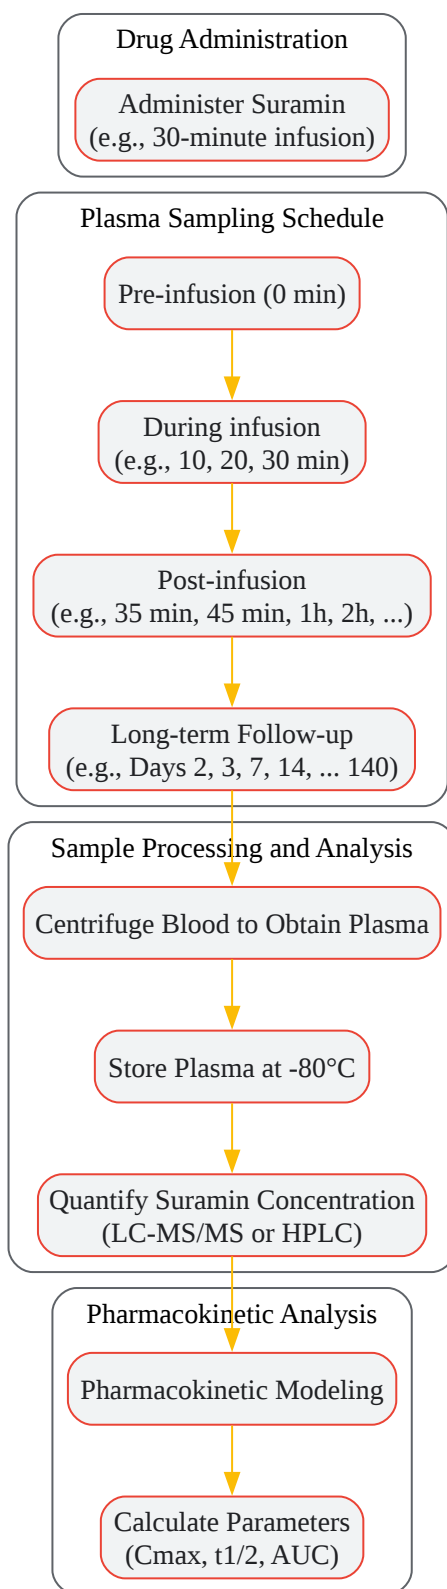 Drug Administration
Administer Suramin
(e.g., 30-minute infusion)
Plasma Sampling Schedule
Pre-infusion (0 min)
During infusion
(e.g., 10, 20, 30 min)
Post-infusion
(e.g., 35 min, 45 min, 1h, 2h, ...)
Long-term Follow-up
(e.g., Days 2, 3, 7, 14, ... 140)
Sample Processing and Analysis
Centrifuge Blood to Obtain Plasma
Store Plasma at -80°C
Quantify Suramin Concentration
(LC-MS/MS or HPLC)
Pharmacokinetic Analysis
Pharmacokinetic Modeling
Calculate Parameters
(Cmax, t1/2, AUC)